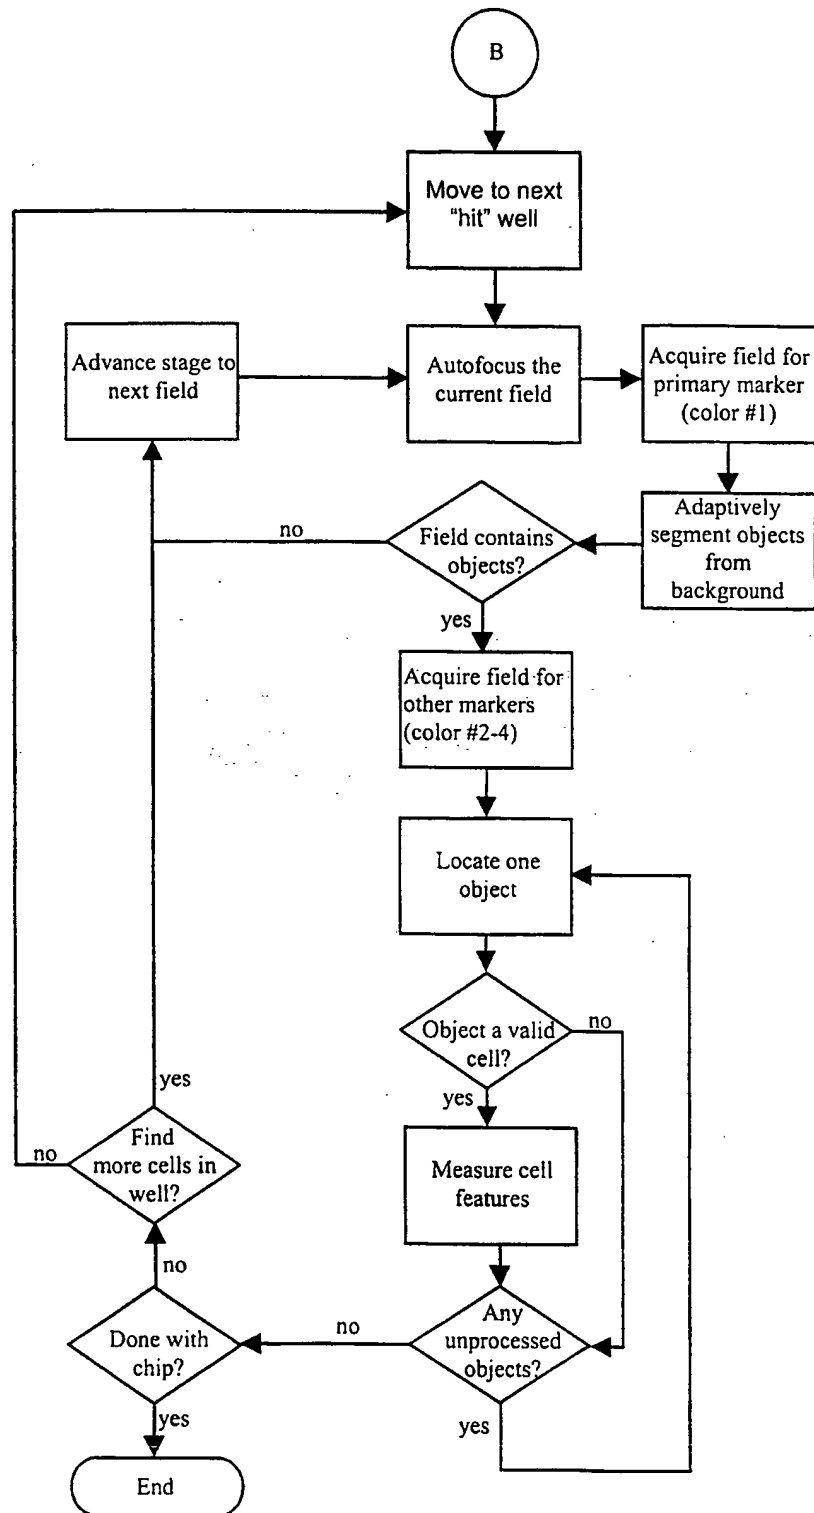 B
Move to next
"hit" well
Advance stage to
next field
Autofocus the
current field
Acquire field for
primary marker
(color #1)
Adaptively
segment objects
from
background
Field contains
objects?
no
yes
Acquire field for
other markers
(color #2-4)
Locate one
object
Object a valid
cell?
no
yes
Measure cell
features
Any
unprocessed
objects?
yes
no
Done with
chip?
no
yes
Find
more cells in
well?
yes
no
End